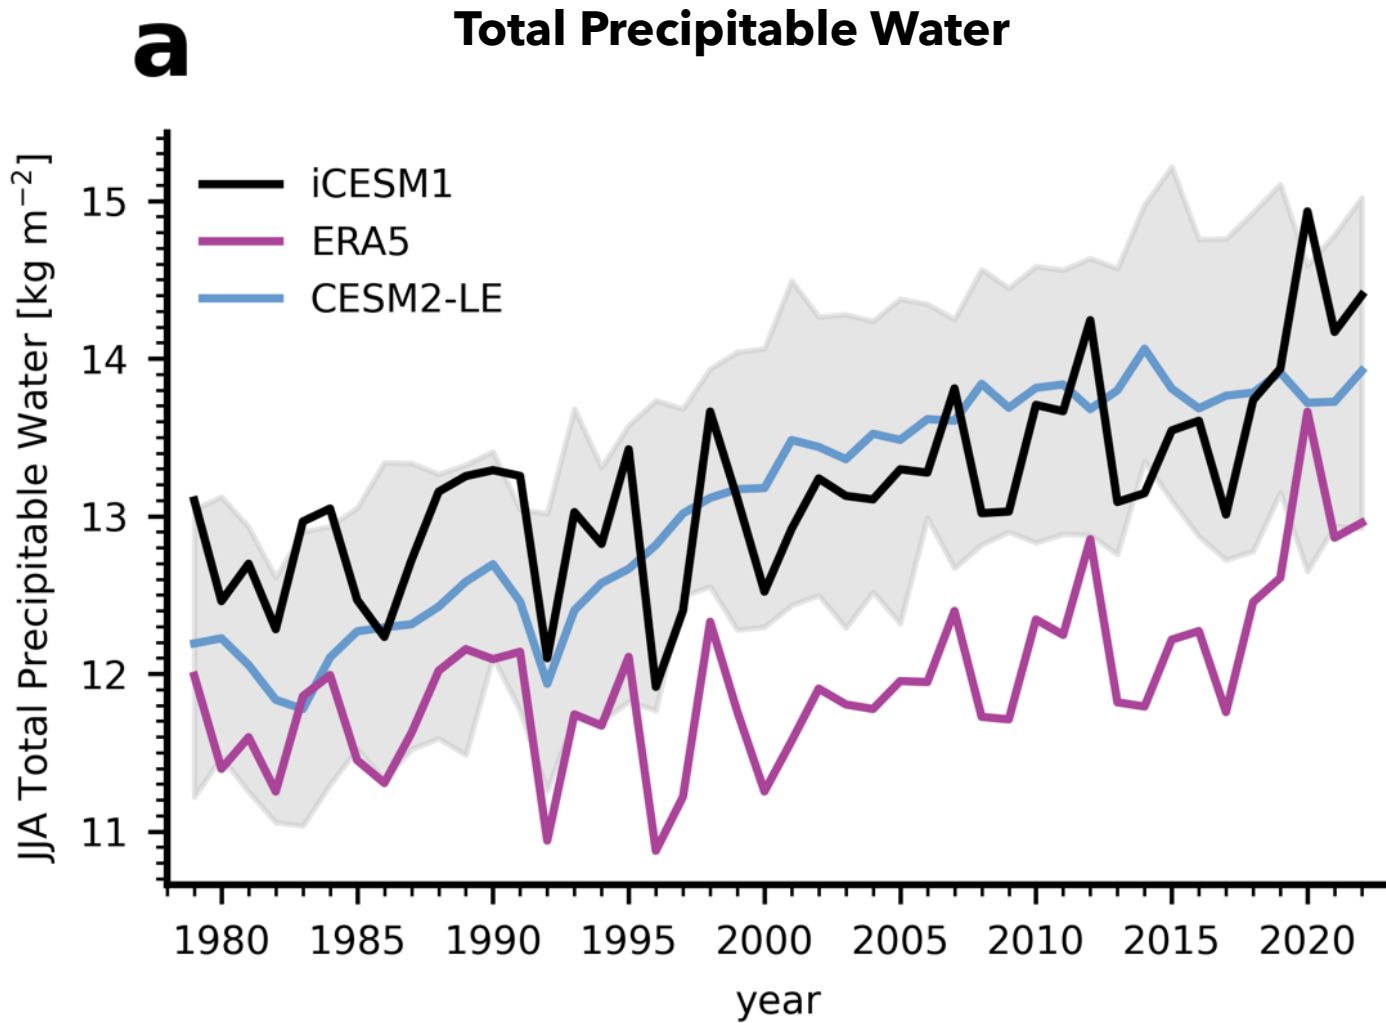 a
Total Precipitable Water
JJA Total Precipitable Water [kg m⁻²]
15
14
13
12
11
iCESM1
ERA5
CESM2-LE
1980 1985 1990 1995 2000 2005 2010 2015 2020
year